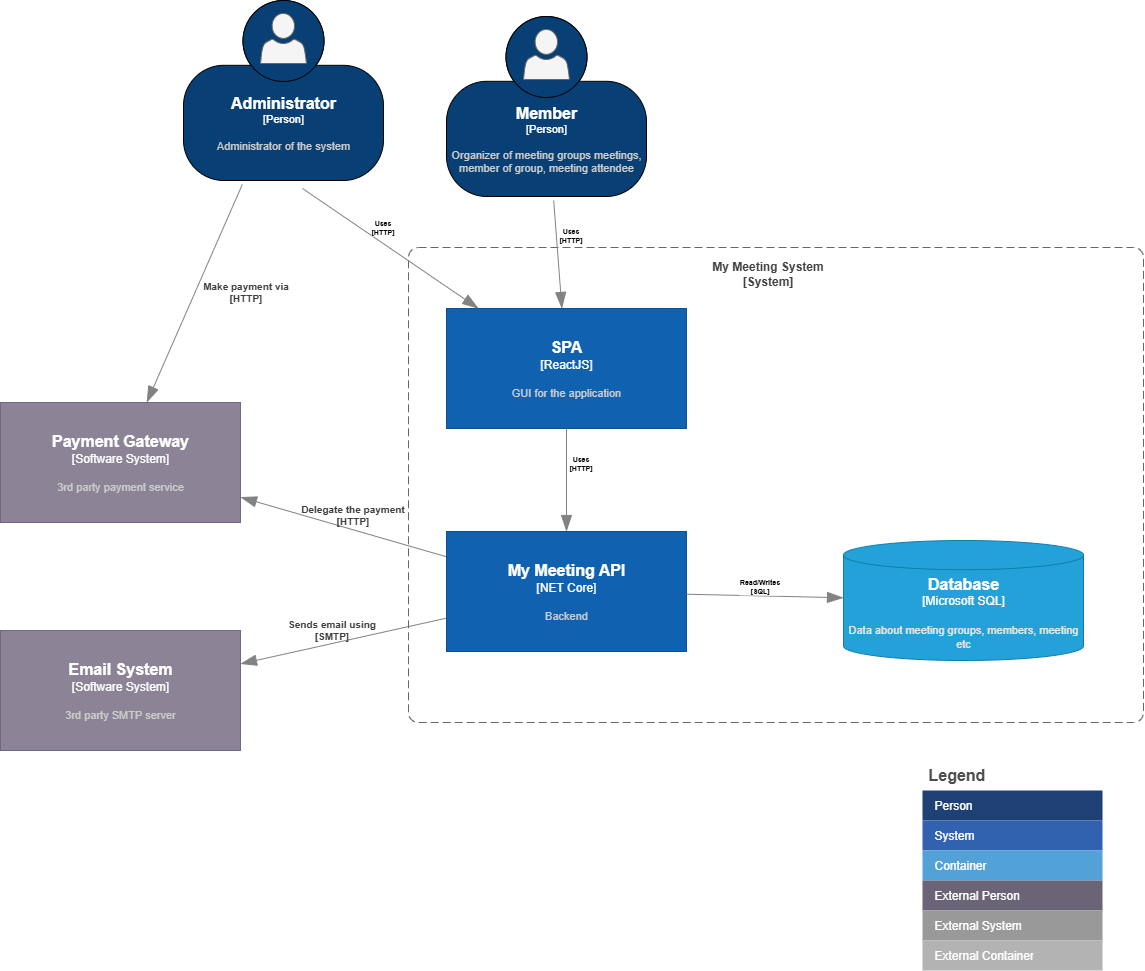 Administrator
[Person]
Administrator of the system
Member
[Person]
Organizer of meeting groups meetings,
member of group, meeting attendee
Uses
[HTTP]
Uses
[HTTP]
Make payment via
[HTTP]
My Meeting System
[System]
SPA
[ReactJS]
GUI for the application
Payment Gateway
[Software System]
3rd party payment service
Uses
[HTTP]
Delegate the payment
[HTTP]
My Meeting API
[NET Core]
Backend
Read/Writes
[SQL]
Database
[Microsoft SQL]
Data about meeting groups, members, meeting
etc
Sends email using
[SMTP]
Email System
[Software System]
3rd party SMTP server
Legend
Person
System
Container
External Person
External System
External Container